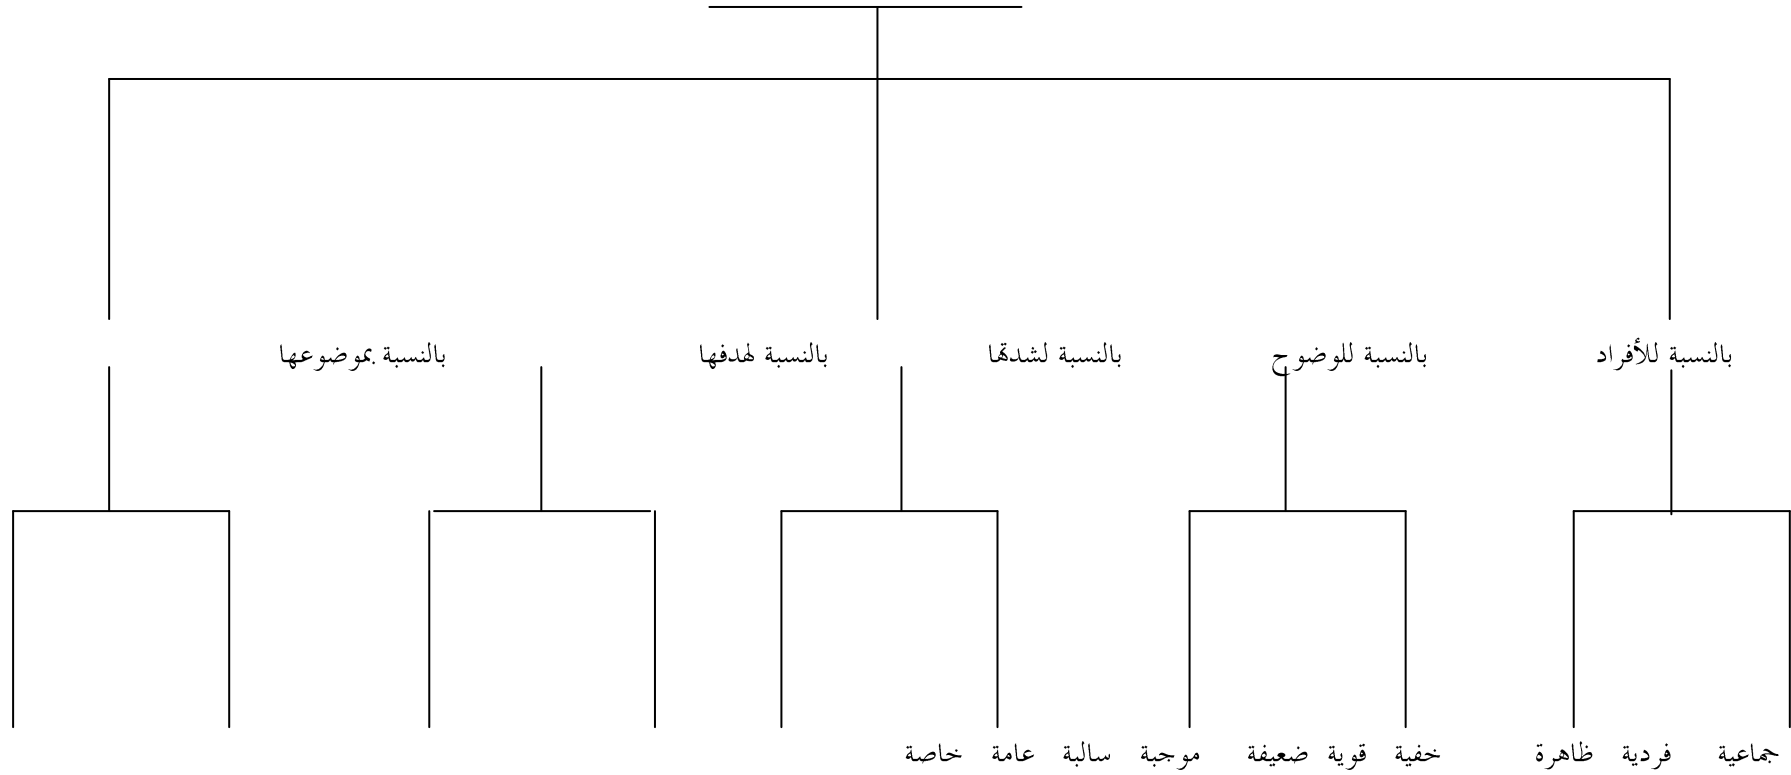 بالنسبة للأفراد بالنسبة للوضوح بالنسبة لشدتها بالنسبة لهدفها بالنسبة بموضوعها
جماعية فردية ظاهرة خفية قوية ضعيفة موجبة سالبة عامة خاصة